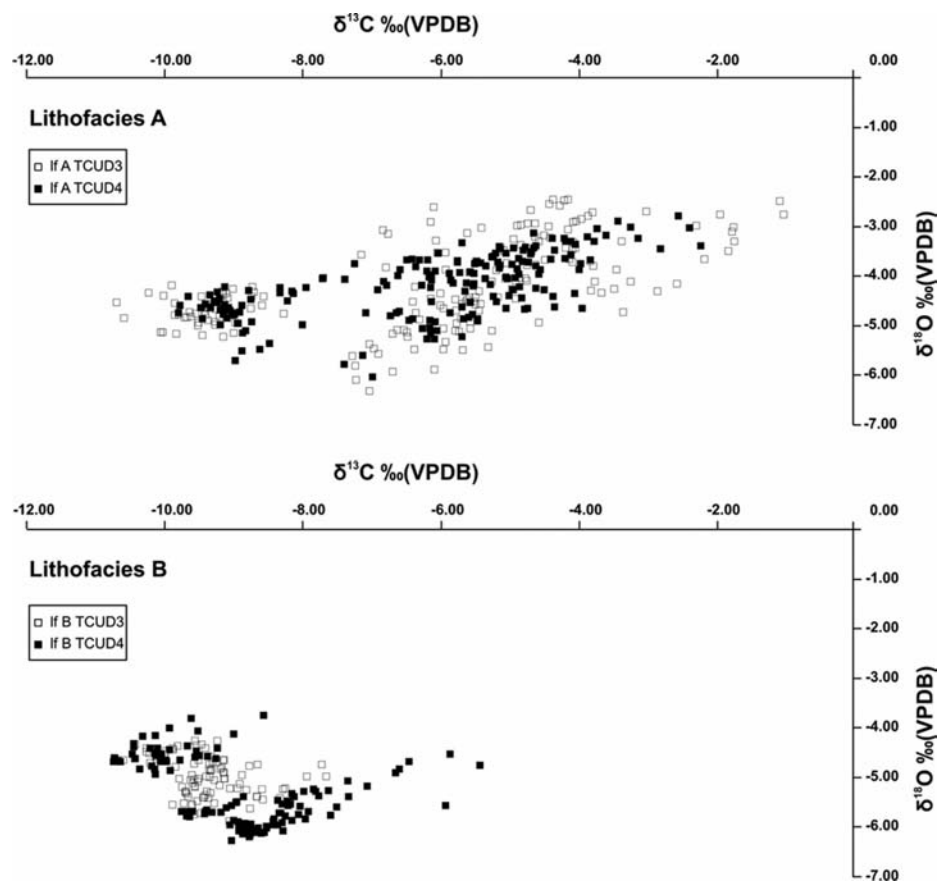 δ¹³C ‰(VPDB)
-12.00 -10.00 -8.00 -6.00 -4.00 -2.00 0.00
Lithofacies A
lf A TCUD3
lf A TCUD4
-1.00
-2.00
-3.00
-4.00
-5.00
-6.00
-7.00
δ¹⁸O ‰(VPDB)
δ¹³C ‰(VPDB)
-12.00 -10.00 -8.00 -6.00 -4.00 -2.00 0.00
Lithofacies B
lf B TCUD3
lf B TCUD4
-1.00
-2.00
-3.00
-4.00
-5.00
-6.00
-7.00
δ¹⁸O ‰(VPDB)